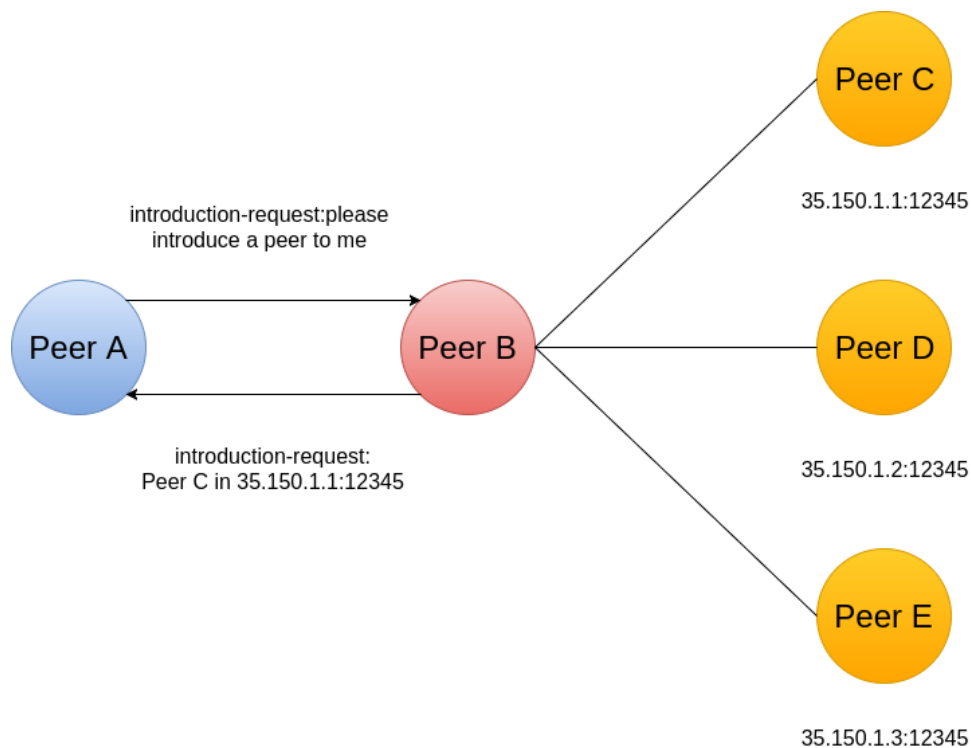 Peer C
35.150.1.1:12345
introduction-request:please
introduce a peer to me
Peer A
Peer B
Peer D
introduction-request:
Peer C in 35.150.1.1:12345
35.150.1.2:12345
Peer E
35.150.1.3:12345